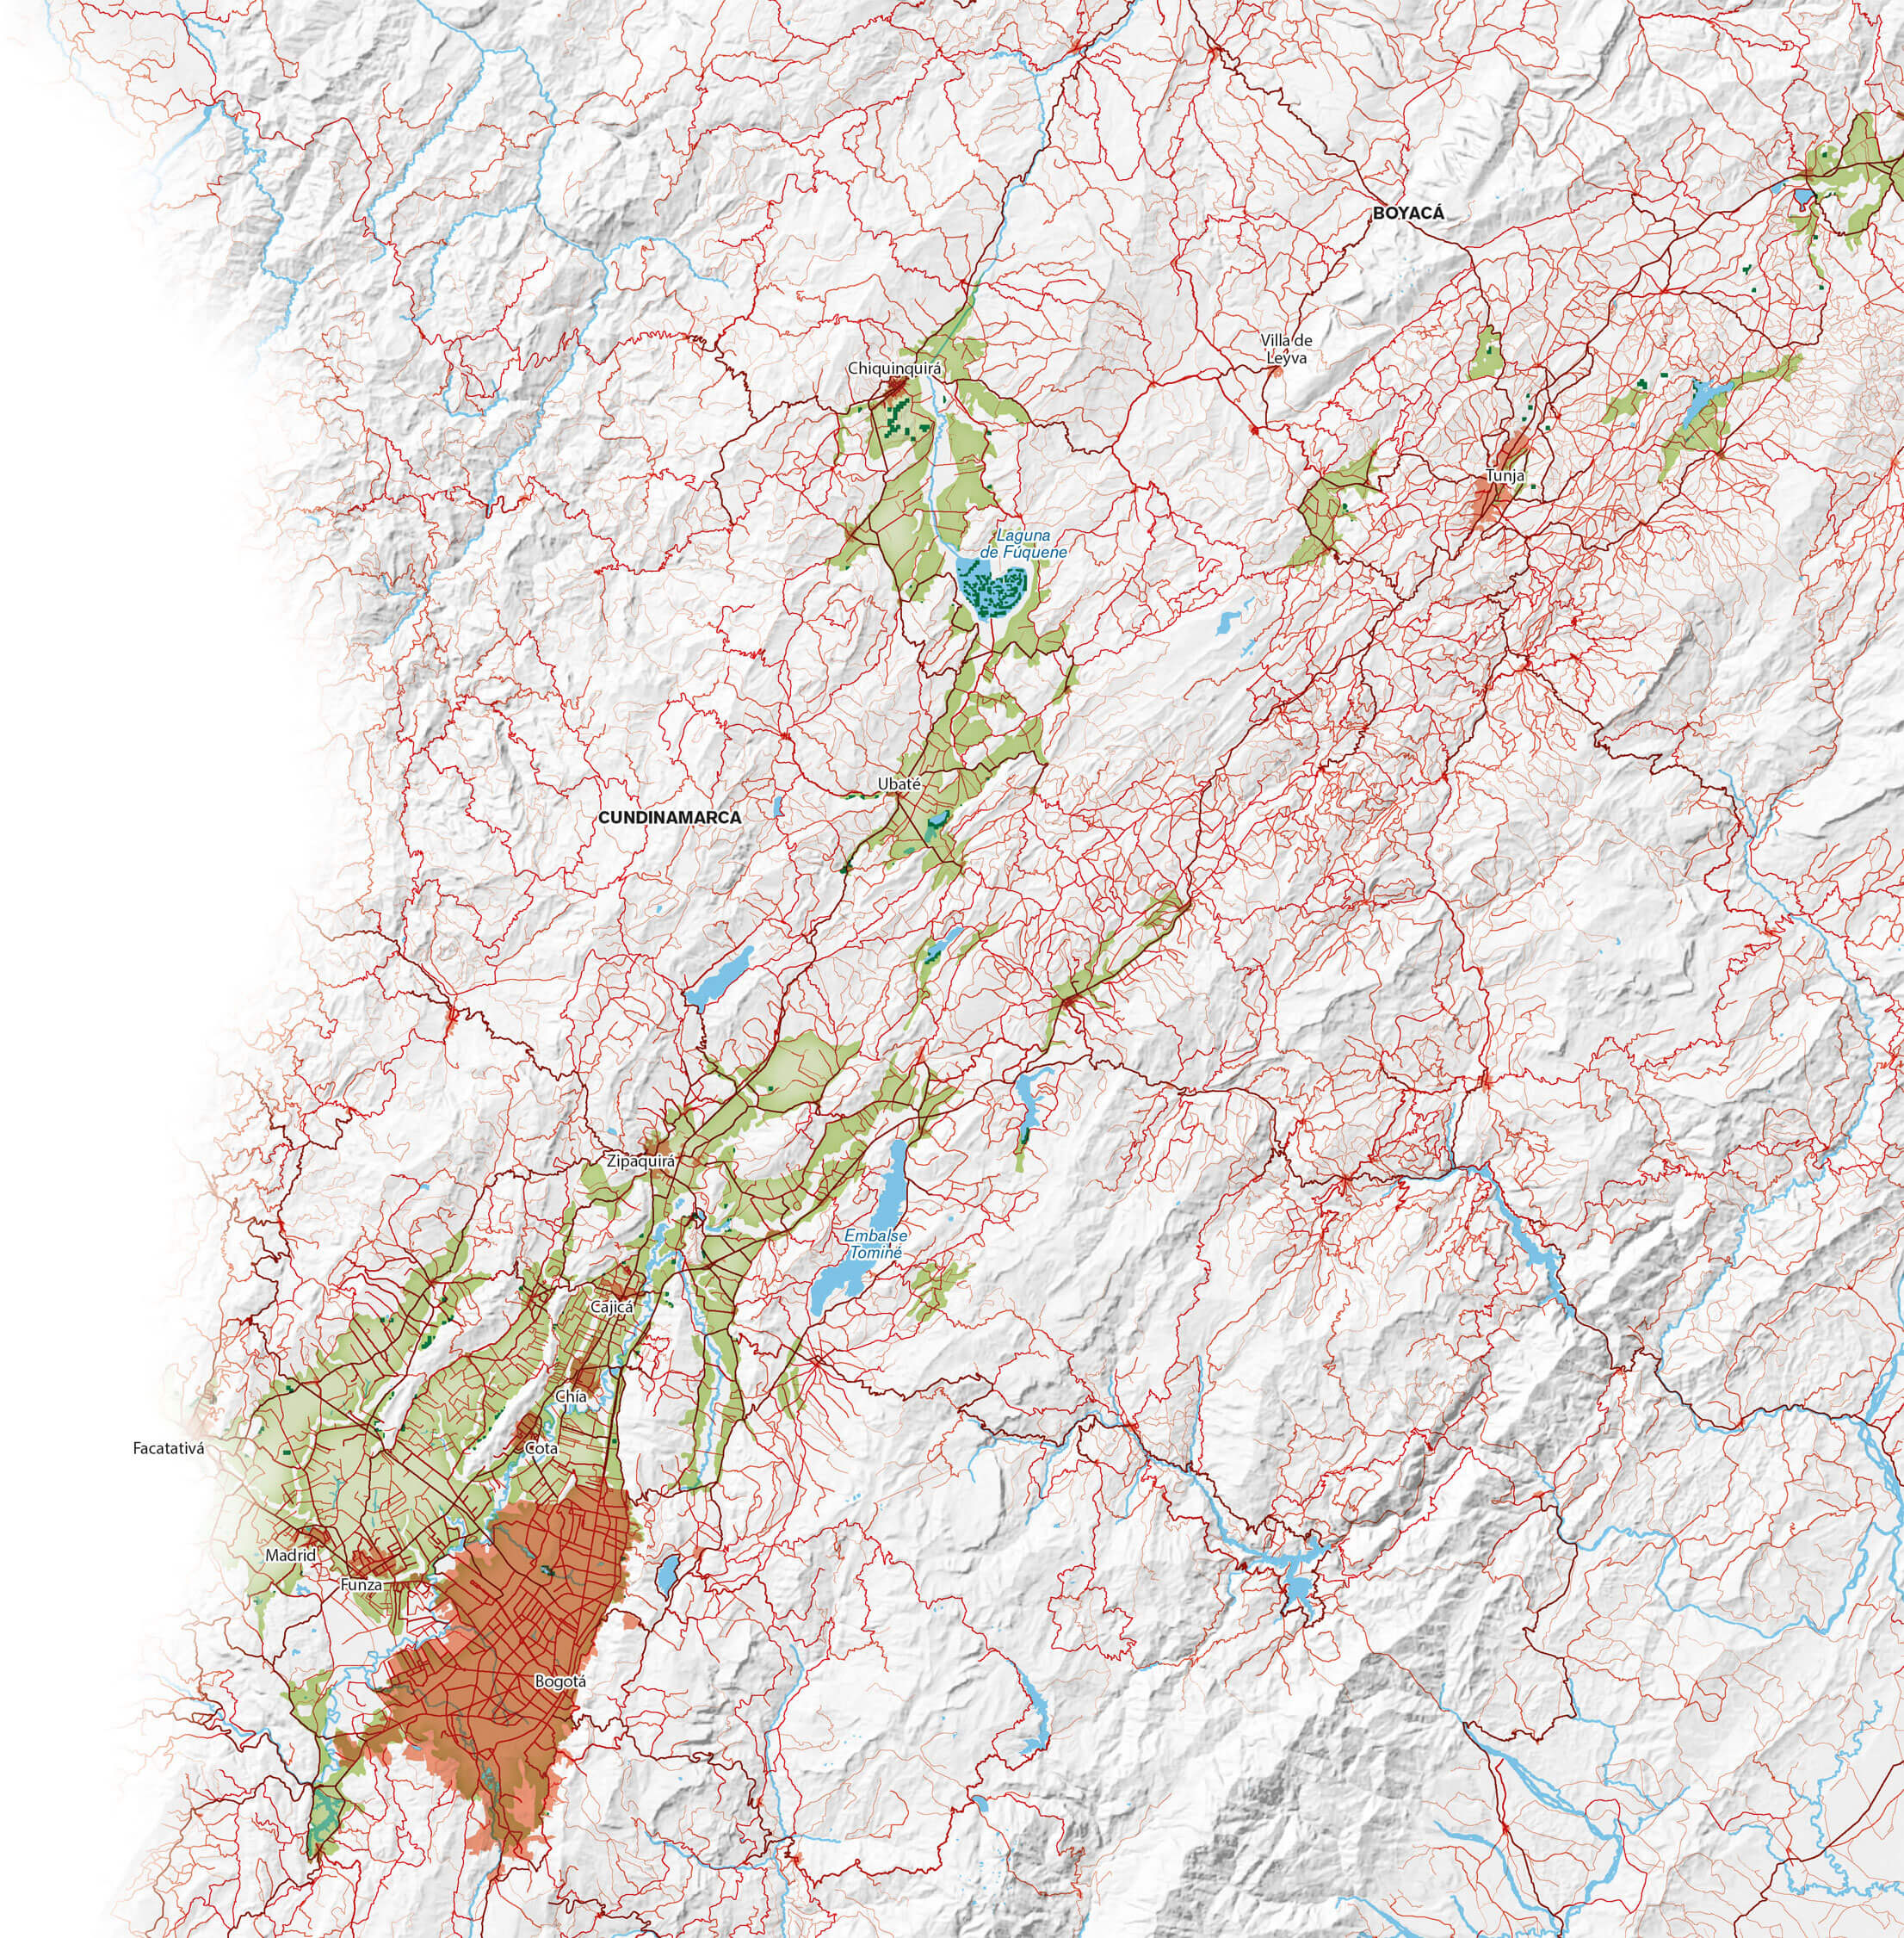 BOYACÁ
Villa de
Leyva
Chiquinquirá
Tunja
Laguna
de Fúquene
Ubaté
CUNDINAMARCA
Zipaquirá
Embalse
Tominé
Cajicá
Chía
Facatativá
Cota
Madrid
Funza
Bogotá